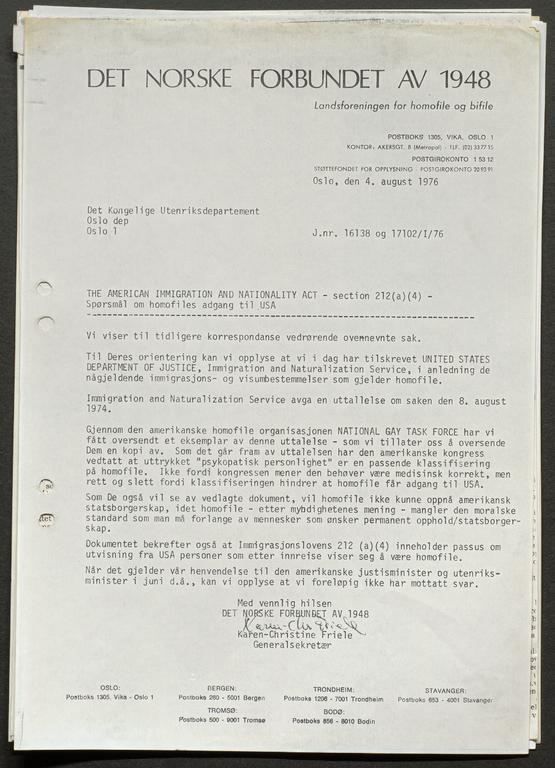 DET NORSKE FORBUNDET AV 1948
Landsforeningen for homofile og bifile
POSTBOKS 1305, VIKA, OSLO 1
KONTOR: AKERSGT. 8 (Metropol) - TLF. (02) 33 77 15
POSTGIROKONTO 1 53 12
STØTTEFONDET FOR OPPLYSNING - POSTGIROKONTO 20 93 91
Oslo, den 4. august 1976
Det Kongelige Utenriksdepartement
Oslo dep
Oslo 1
J.nr. 16138 og 17102/I/76
THE AMERICAN IMMIGRATION AND NATIONALITY ACT - section 212(a)(4) -
Spørsmål om homofiles adgang til USA
Vi viser til tidligere korrespondanse vedrørende ovennevnte sak.
Til Deres orientering kan vi opplyse at vi i dag har tilskrevet UNITED STATES
DEPARTMENT OF JUSTICE, Immigration and Naturalization Service, i anledning de
någjeldende immigrasjons- og visumbestemmelser som gjelder homofile.
Immigration and Naturalization Service avga en uttallelse om saken den 8. august
1974.
Gjennom den amerikanske homofile organisasjonen NATIONAL GAY TASK FORCE har vi
fått oversendt et eksemplar av denne uttalelse - som vi tillater oss å oversende
Dem en kopi av. Som det går fram av uttalelsen har den amerikanske kongress
vedtatt at uttrykket "psykopatisk personlighet" er en passende klassifisering
på homofile. Ikke fordi kongressen mener den behøver være medisinsk korrekt, men
rett og slett fordi klassifiseringen hindrer at homofile får adgang til USA.
Som De også vil se av vedlagte dokument, vil homofile ikke kunne oppnå amerikansk
statsborgerskap, idet homofile - etter myhdighetenes mening - mangler den moralske
standard som man må forlange av mennesker som ønsker permanent opphold/statsborger-
skap.
Dokumentet bekrefter også at Immigrasjonslovens 212 (a)(4) inneholder passus om
utvisning fra USA personer som etter innreise viser seg å være homofile.
Når det gjelder vår henvendelse til den amerikanske justisminister og utenriks-
minister i juni d.å., kan vi opplyse at vi foreløpig ikke har mottatt svar.
Med vennlig hilsen
DET NORSKE FORBUNDET AV 1948
Karen-Chr Friele
Karen-Christine Friele
Generalsekretær
OSLO: BERGEN: TRONDHEIM: STAVANGER:
Postboks 1305, Vika - Oslo 1 Postboks 260 - 5001 Bergen Postboks 1206 - 7001 Trondheim Postboks 653 - 4001 Stavanger
TROMSØ: BODØ:
Postboks 500 - 9001 Tromsø Postboks 856 - 8010 Bodin